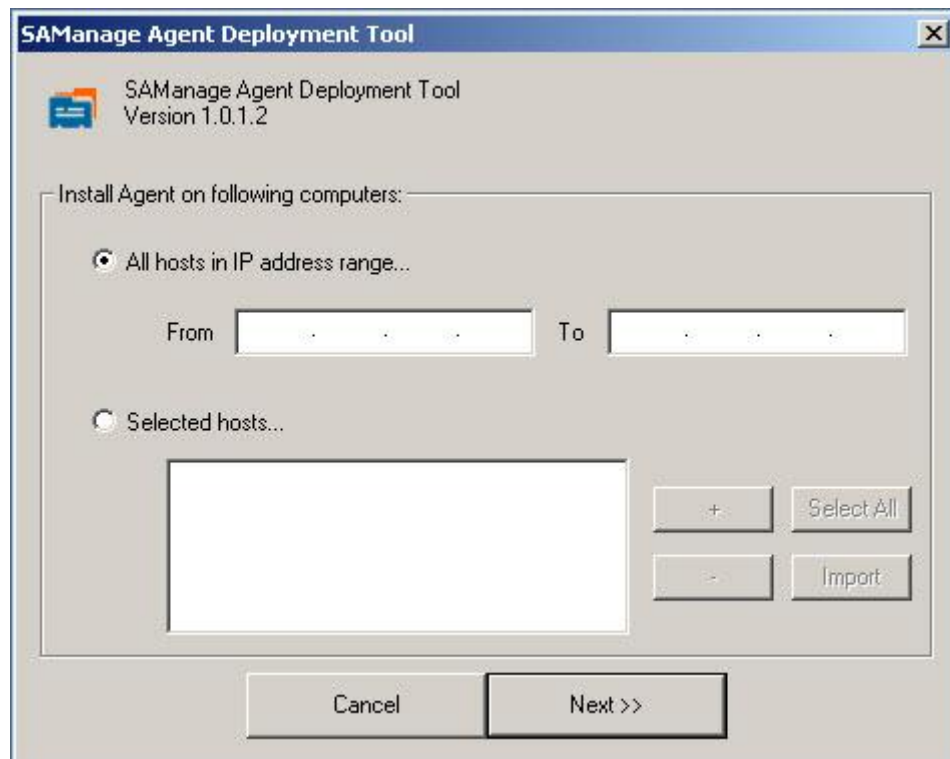 SAManage Agent Deployment Tool
SAManage Agent Deployment Tool
Version 1.0.1.2
Install Agent on following computers:
All hosts in IP address range...
From . . . To . . .
Selected hosts...
+ Select All
- Import
Cancel Next >>